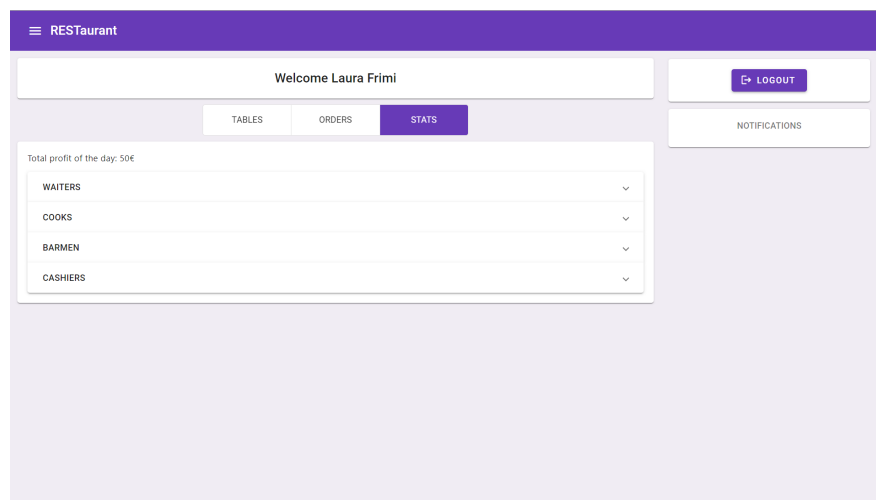 RESTaurant
Welcome Laura Frimi
LOGOUT
TABLES ORDERS STATS
NOTIFICATIONS
Total profit of the day: 50€
WAITERS
COOKS
BARMEN
CASHIERS